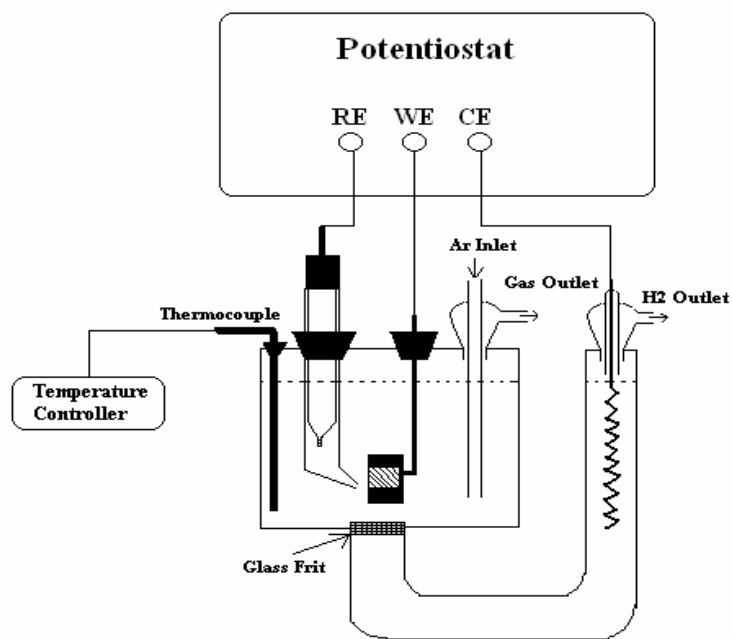 Potentiostat
RE WE CE
Ar Inlet
Gas Outlet
H2 Outlet
Thermocouple
Temperature
Controller
Glass Frit